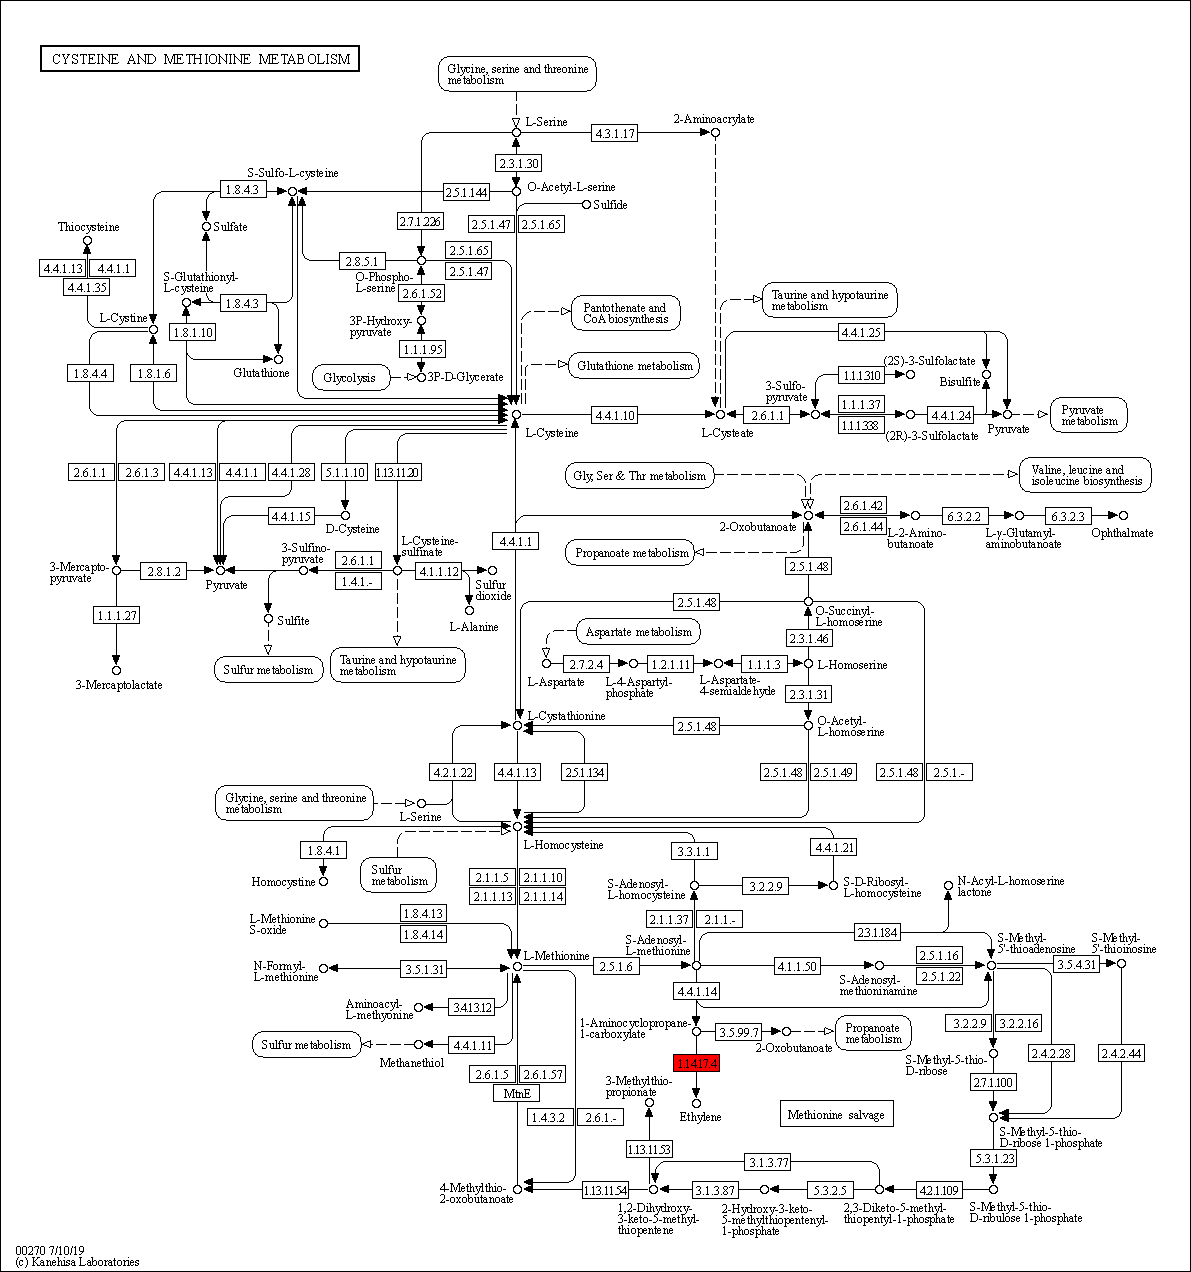 CYSTEINE AND METHIONINE METABOLISM
Glycine, serine and threonine
metabolism
L-Serine
4.3.1.17
2-Aminoacrylate
2.3.1.30
S-Sulfo-L-cysteine
1.8.4.3
2.5.1.144
O-Acetyl-L-serine
Sulfide
Thiocysteine
Sulfate
2.7.1.226
2.5.1.47
2.5.1.65
4.4.1.13
4.4.1.1
4.4.1.35
2.8.5.1
2.5.1.65
2.5.1.47
S-Glutathionyl-
L-cysteine
O-Phospho-
L-serine
2.6.1.52
1.8.4.3
Pantothenate and
CoA biosynthesis
Taurine and hypotaurine
metabolism
L-Cystine
1.8.1.10
3P-Hydroxy-
pyruvate
4.4.1.25
1.1.1.95
Glutathione
Glutathione metabolism
(2S)-3-Sulfolactate
1.8.4.4
1.8.1.6
Glycolysis
3P-D-Glycerate
1.1.1.310
Bisulfite
3-Sulfo-
pyruvate
1.1.1.37
4.4.1.10
2.6.1.1
4.4.1.24
1.1.1.338
L-Cysteine
L-Cysteate
(2R)-3-Sulfolactate
Pyruvate
Pyruvate
metabolism
2.6.1.1
2.6.1.3
4.4.1.13
4.4.1.1
4.4.1.28
5.1.1.10
1.13.11.20
Gly, Ser & Thr metabolism
Valine, leucine and
isoleucine biosynthesis
4.4.1.15
D-Cysteine
2-Oxobutanoate
2.6.1.42
2.6.1.44
L-2-Amino-
butanoate
6.3.2.2
L-γ-Glutamyl-
aminobutanoate
6.3.2.3
Ophthalmate
4.4.1.1
Propanoate metabolism
3-Mercapto-
pyruvate
2.8.1.2
Pyruvate
3-Sulfino-
pyruvate
2.6.1.1
1.4.1.-
L-Cysteine-
sulfinate
4.1.1.12
Sulfur
dioxide
2.5.1.48
1.1.1.27
Sulfite
L-Alanine
2.5.1.48
O-Succinyl-
L-homoserine
Aspartate metabolism
2.3.1.46
3-Mercaptolactate
Sulfur metabolism
Taurine and hypotaurine
metabolism
L-Aspartate
2.7.2.4
L-4-Aspartyl-
phosphate
1.2.1.11
L-Aspartate-
4-semialdehyde
1.1.1.3
L-Homoserine
2.3.1.31
L-Cystathionine
2.5.1.48
O-Acetyl-
L-homoserine
4.2.1.22
4.4.1.13
2.5.1.134
2.5.1.48
2.5.1.49
2.5.1.48
2.5.1.-
Glycine, serine and threonine
metabolism
L-Serine
L-Homocysteine
1.8.4.1
3.3.1.1
4.4.1.21
Sulfur
metabolism
Homocystine
2.1.1.5
2.1.1.10
2.1.1.13
2.1.1.14
S-Adenosyl-
L-homocysteine
3.2.2.9
S-D-Ribosyl-
L-homocysteine
N-Acyl-L-homoserine
lactone
L-Methionine
S-oxide
1.8.4.13
1.8.4.14
2.1.1.37
2.1.1.-
2.3.1.184
N-Formyl-
L-methionine
3.5.1.31
L-Methionine
2.5.1.6
S-Adenosyl-
L-methionine
4.1.1.50
S-Adenosyl-
methioninamine
2.5.1.16
2.5.1.22
S-Methyl-
5'-thioadenosine
3.5.4.31
S-Methyl-
5'-thioinosine
Aminoacyl-
L-methyonine
3.4.13.12
4.4.1.14
Sulfur metabolism
Methanethiol
4.4.1.11
1-Aminocyclopropane-
1-carboxylate
3.5.99.7
2-Oxobutanoate
Propanoate
metabolism
3.2.2.9
3.2.2.16
2.4.2.28
2.4.2.44
2.6.1.5
2.6.1.57
MtnE
1.14.17.4
S-Methyl-5-thio-
D-ribose
2.7.1.100
3-Methylthio-
propionate
Ethylene
1.4.3.2
2.6.1.-
Methionine salvage
S-Methyl-5-thio-
D-ribose 1-phosphate
1.13.11.53
3.1.3.77
5.3.1.23
4-Methylthio-
2-oxobutanoate
1.13.11.54
1,2-Dihydroxy-
3-keto-5-methyl-
thiopentene
3.1.3.87
2-Hydroxy-3-keto-
5-methylthiopentenyl-
1-phosphate
5.3.2.5
2,3-Diketo-5-methyl-
thiopentyl-1-phosphate
4.2.1.109
S-Methyl-5-thio-
D-ribulose 1-phosphate
00270 7/10/19
(c) Kanehisa Laboratories